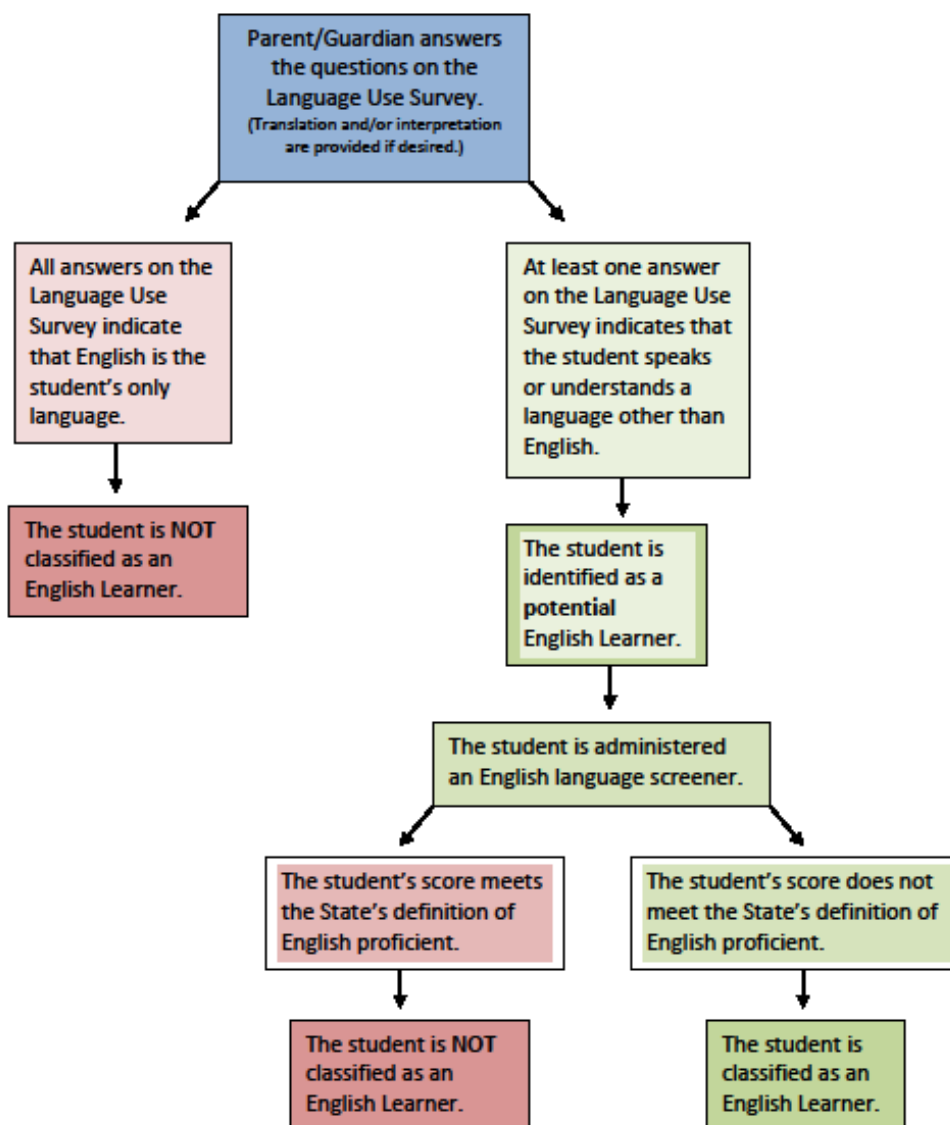 Parent/Guardian answers
the questions on the
Language Use Survey.
(Translation and/or interpretation
are provided if desired.)
All answers on the
Language Use
Survey indicate
that English is the
student's only
language.
The student is NOT
classified as an
English Learner.
At least one answer
on the Language Use
Survey indicates that
the student speaks
or understands a
language other than
English.
The student is
identified as a
potential
English Learner.
The student is administered
an English language screener.
The student's score meets
the State's definition of
English proficient.
The student is NOT
classified as an
English Learner.
The student's score does not
meet the State's definition of
English proficient.
The student is
classified as an
English Learner.